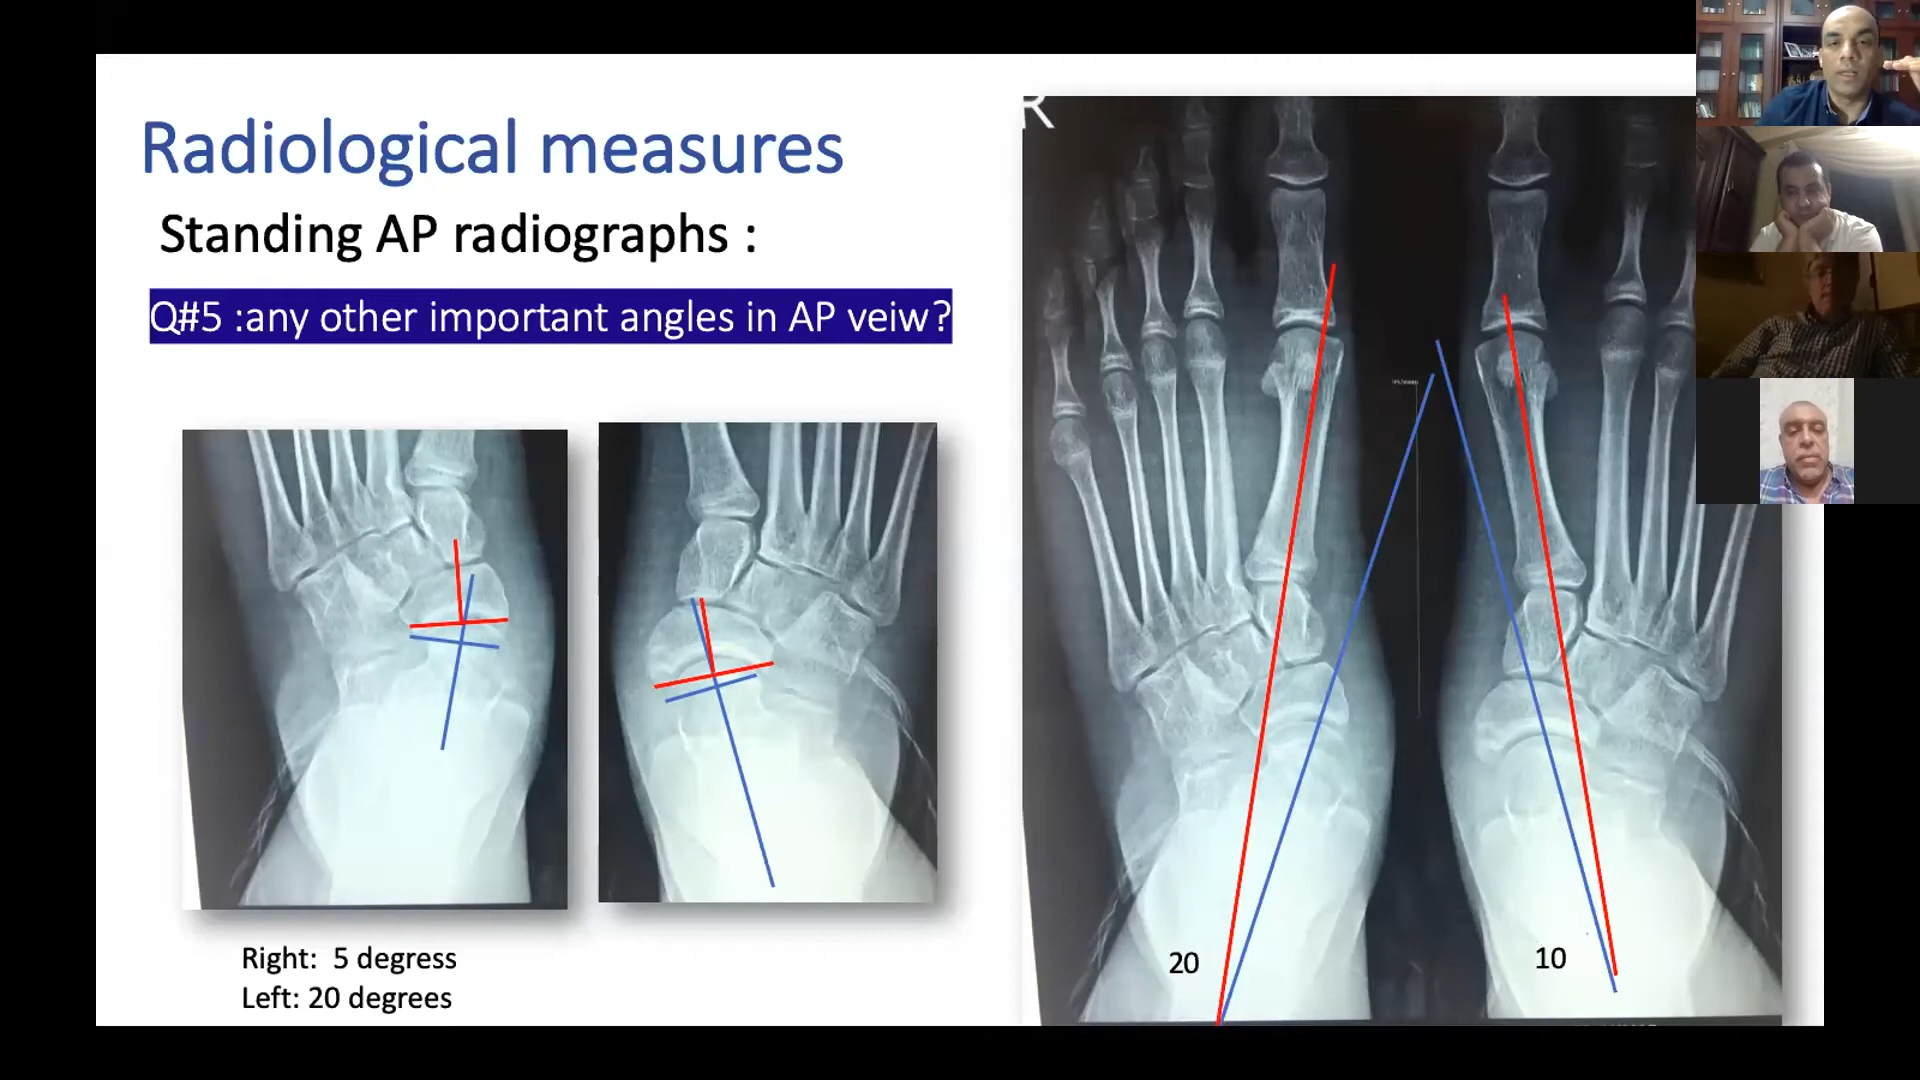 Radiological measures
Standing AP radiographs :
Q#5 :any other important angles in AP veiw?
R
20
10
Right:  5 degress
Left: 20 degrees